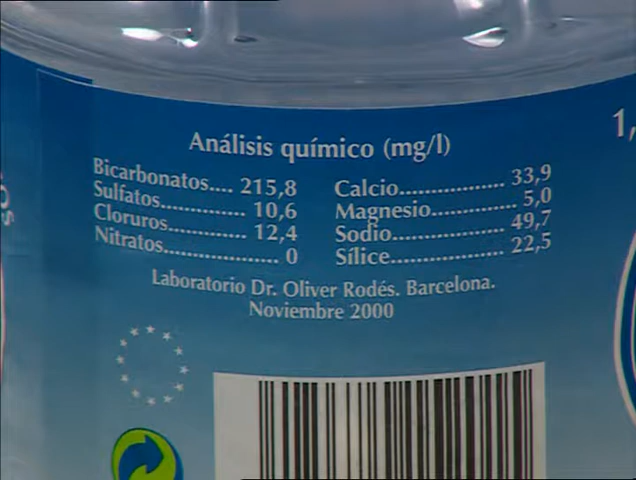 Análisis químico (mg/l)
Bicarbonatos.... 215,8
Sulfatos............... 10,6
Cloruros.............. 12,4
Nitratos.................... 0
Calcio.................. 33,9
Magnesio............... 5,0
Sodio................... 49,7
Sílice................... 22,5
Laboratorio Dr. Oliver Rodés. Barcelona.
Noviembre 2000
1,